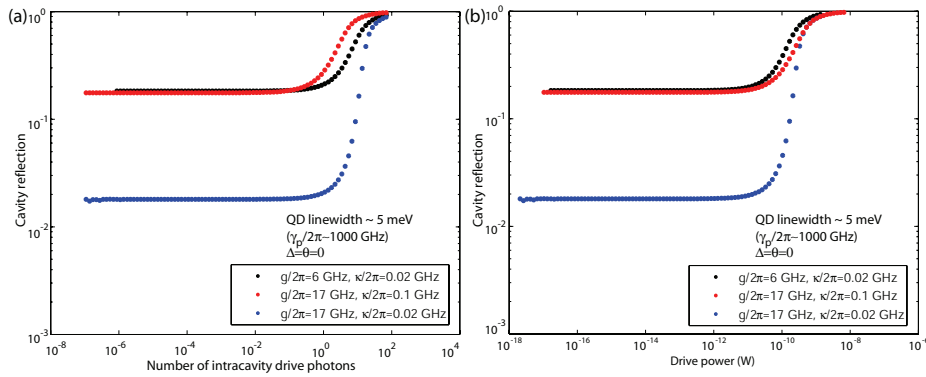 (a)
10^0
10^-1
10^-2
10^-3
Cavity reflection
QD linewidth ~ 5 meV
(γp/2π~1000 GHz)
Δ=θ=0
g/2π=6 GHz, κ/2π=0.02 GHz
g/2π=17 GHz, κ/2π=0.1 GHz
g/2π=17 GHz, κ/2π=0.02 GHz
10^-8 10^-6 10^-4 10^-2 10^0 10^2 10^4
Number of intracavity drive photons
(b)
10^0
10^-1
10^-2
10^-3
Cavity reflection
QD linewidth ~ 5 meV
(γp/2π~1000 GHz)
Δ=θ=0
g/2π=6 GHz, κ/2π=0.02 GHz
g/2π=17 GHz, κ/2π=0.1 GHz
g/2π=17 GHz, κ/2π=0.02 GHz
10^-18 10^-16 10^-14 10^-12 10^-10 10^-8 10^-6
Drive power (W)